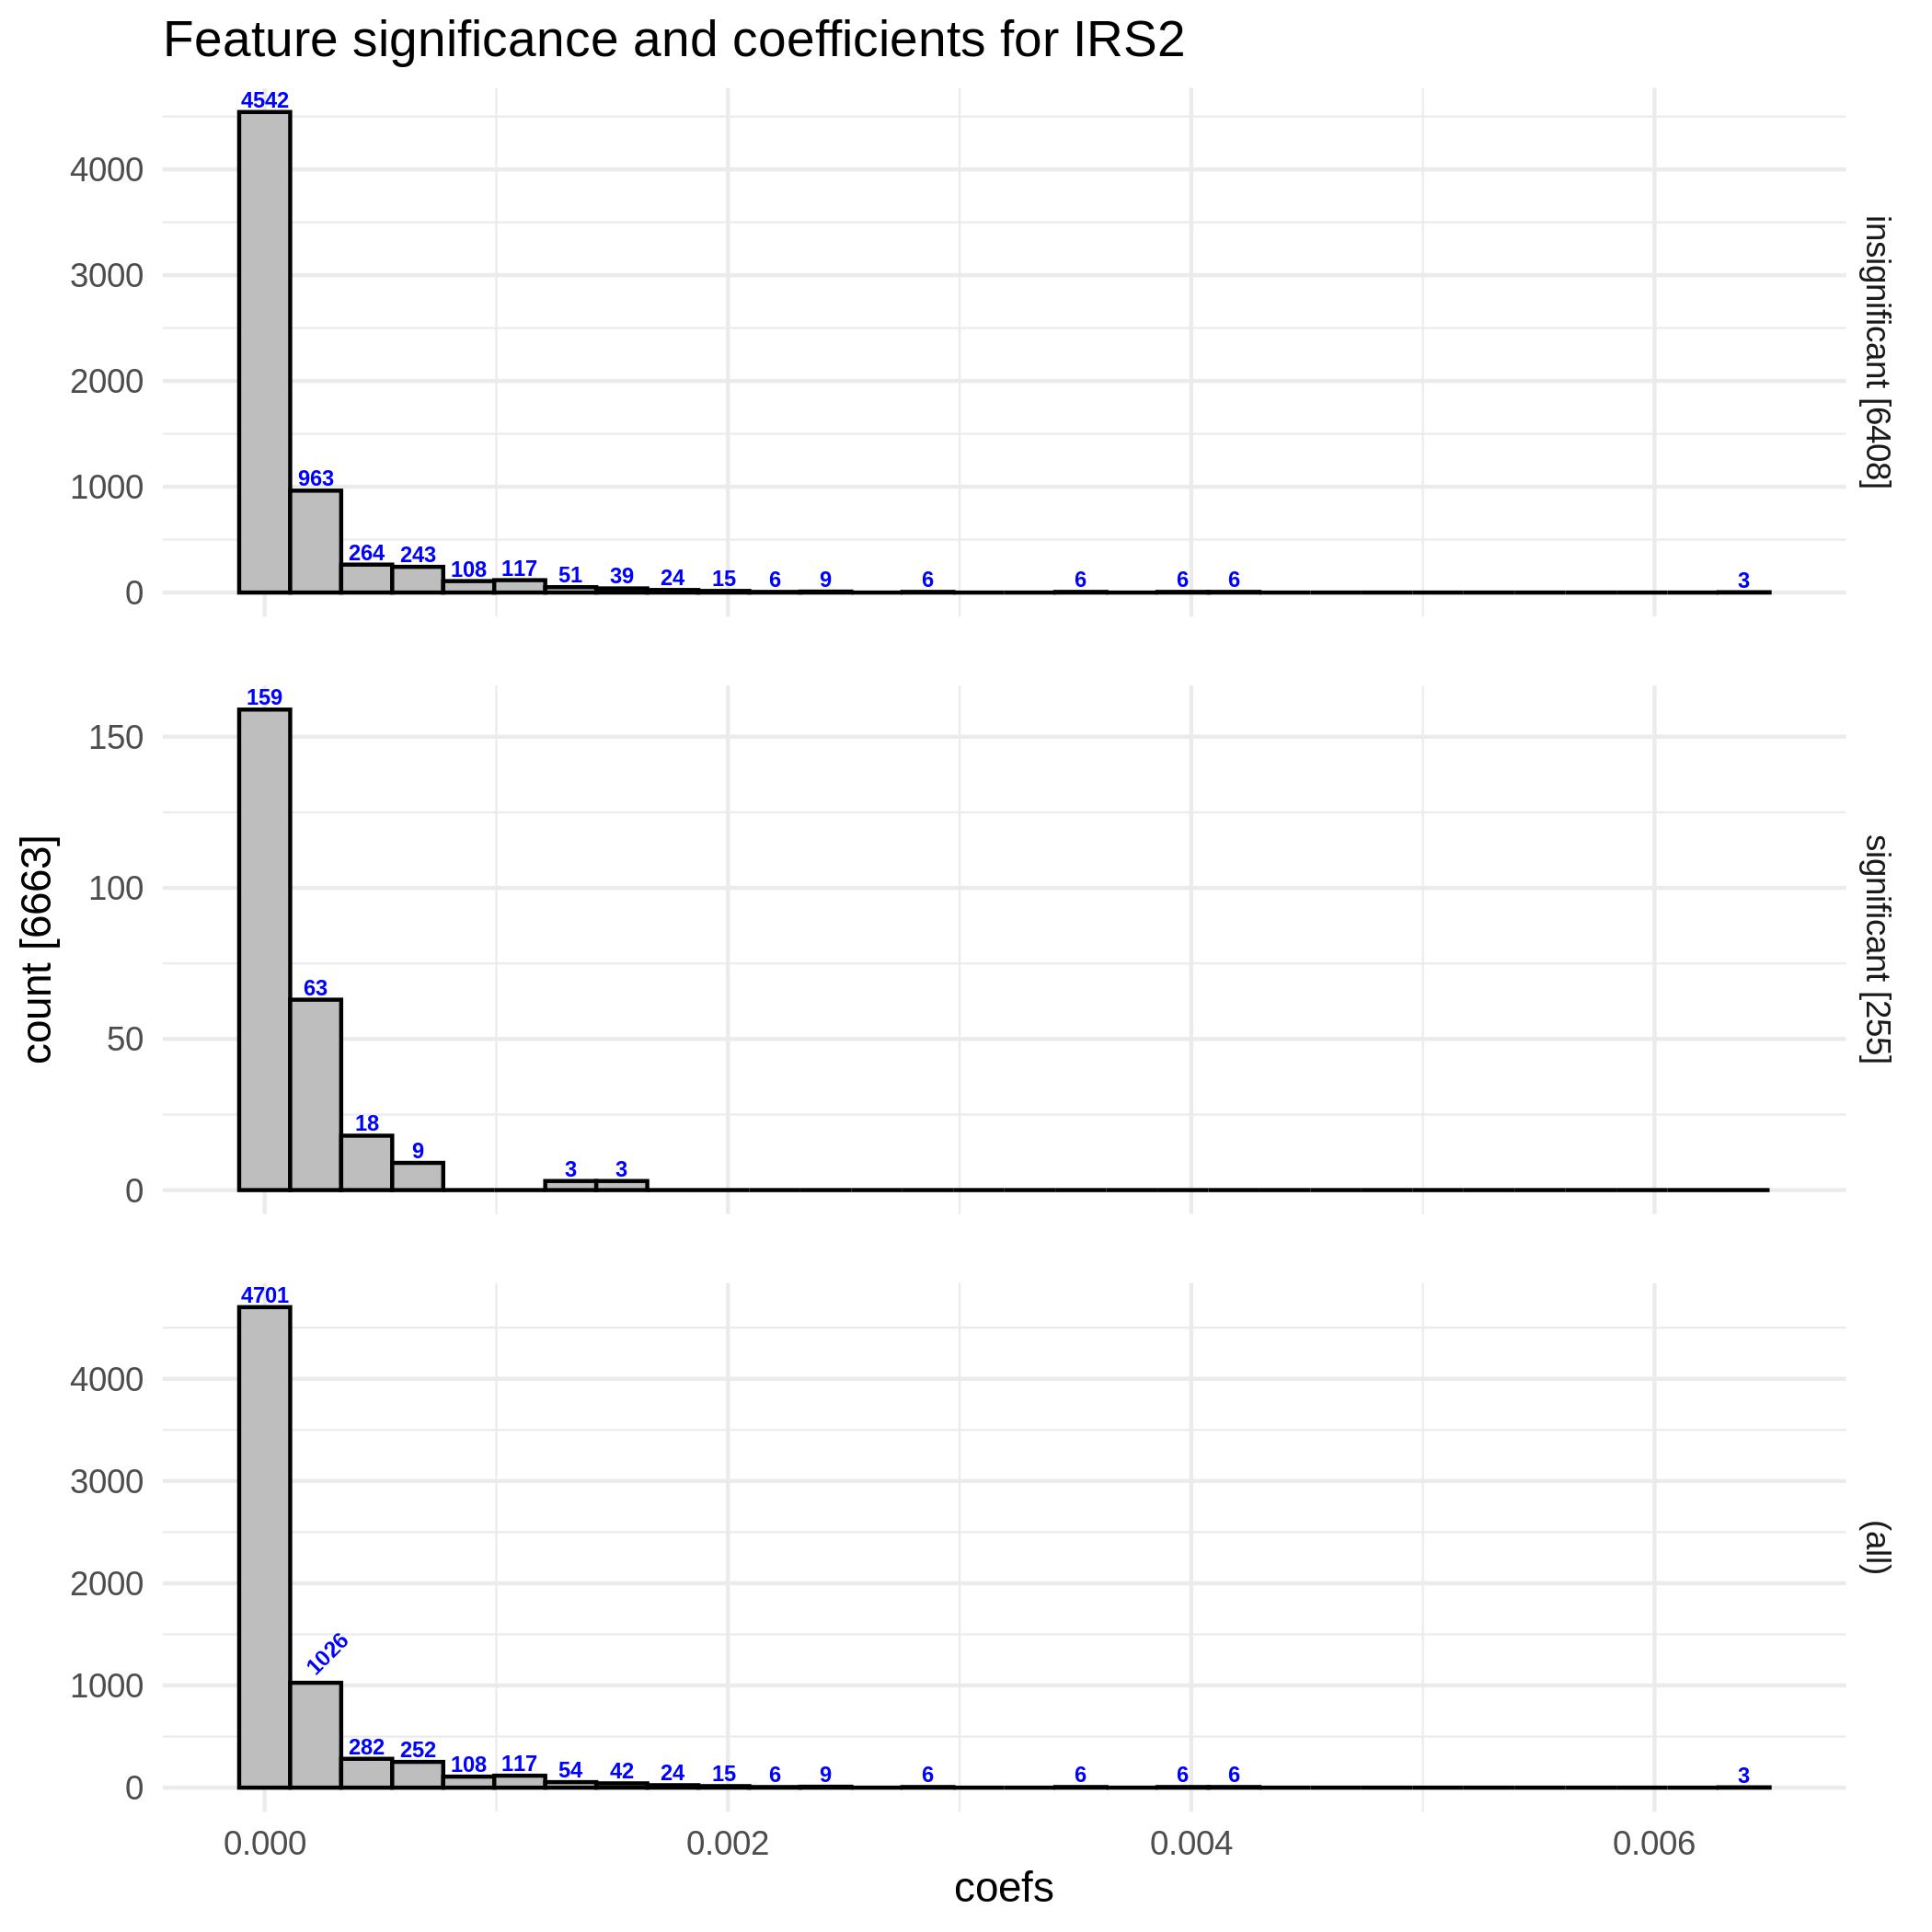 Feature significance and coefficients for IRS2
4542
4000
3000
2000
1000
0
963
264 243 108 117 51 39 24 15 6 9 6 6 6 6 3
insignificant [6408]
159
150
100
50
0
63
18
9
3 3
significant [255]
count [6663]
4701
4000
3000
2000
1000
0
1026
282 252 108 117 54 42 24 15 6 9 6 6 6 6 3
(all)
0.000 0.002 0.004 0.006
coefs